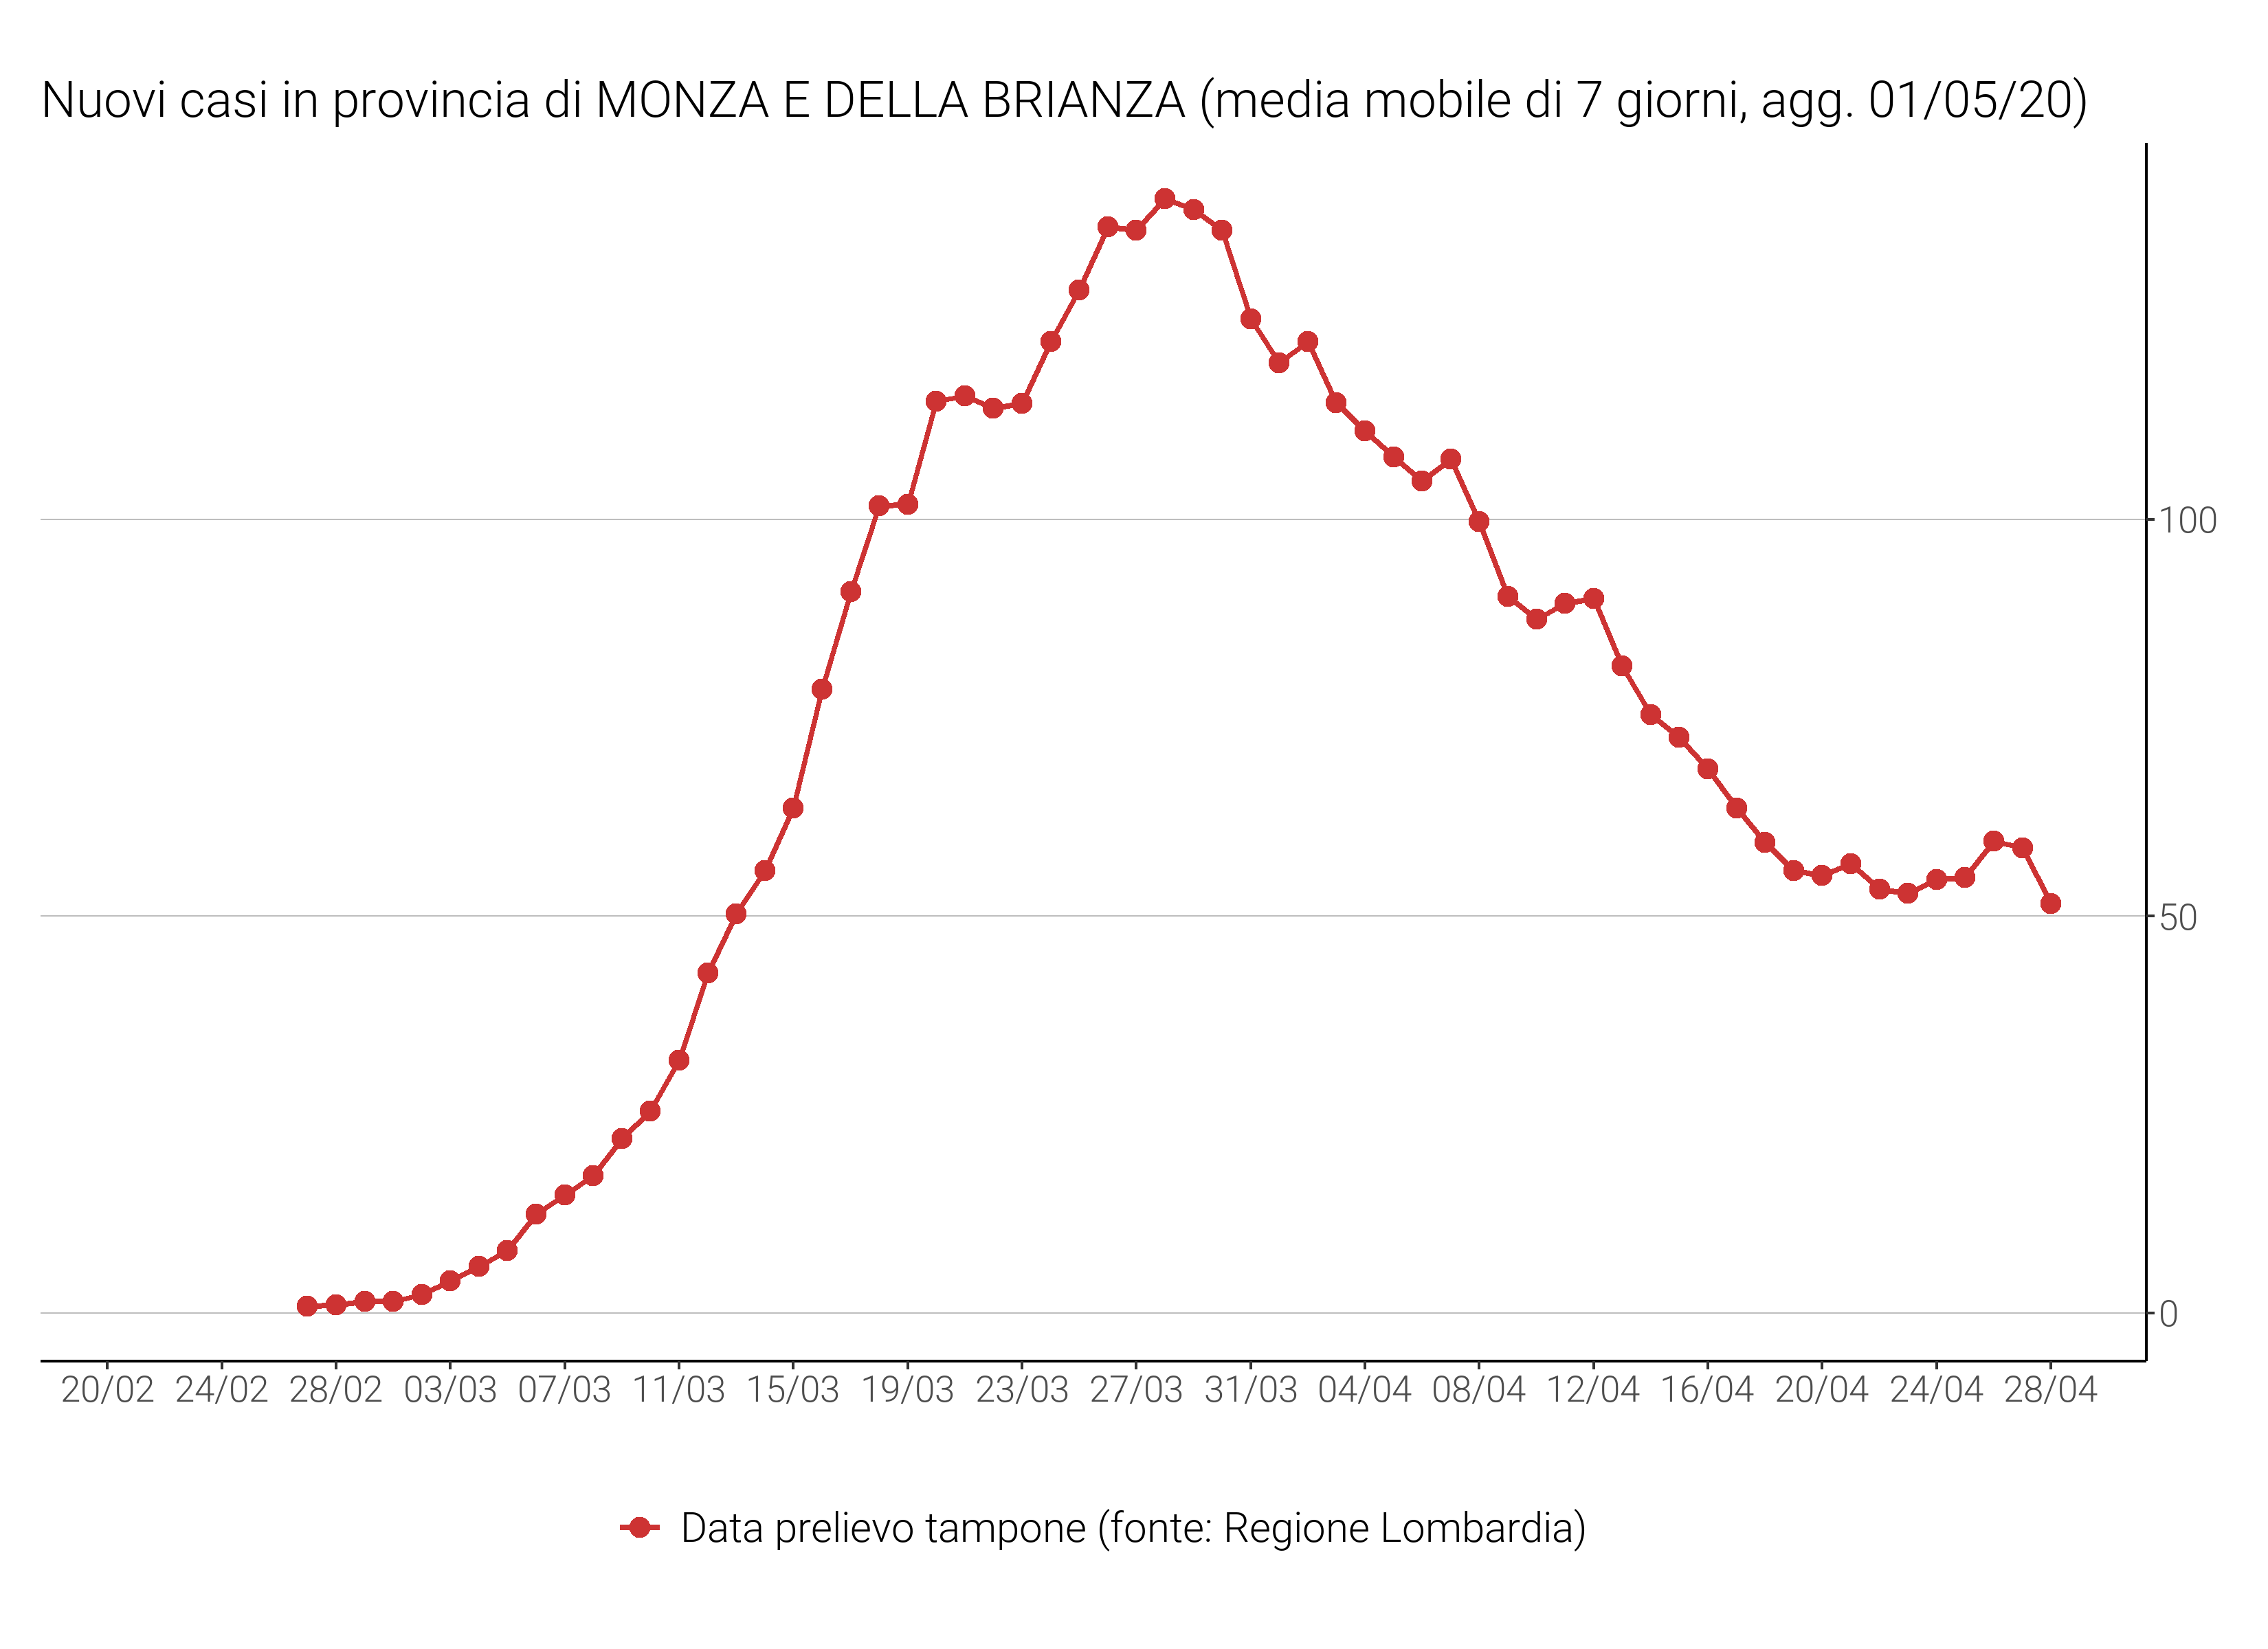 Nuovi casi in provincia di MONZA E DELLA BRIANZA (media mobile di 7 giorni, agg. 01/05/20)
100
50
0
20/02 24/02 28/02 03/03 07/03 11/03 15/03 19/03 23/03 27/03 31/03 04/04 08/04 12/04 16/04 20/04 24/04 28/04
Data prelievo tampone (fonte: Regione Lombardia)